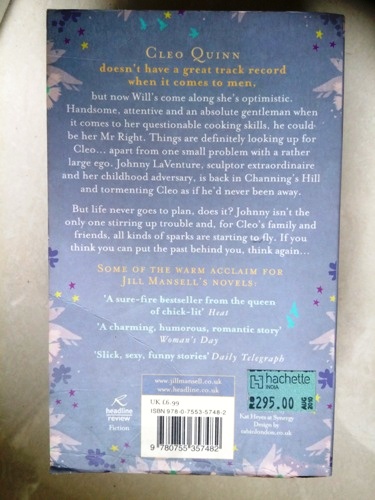 CLEO QUINN
doesn't have a great track record
when it comes to men,
but now Will's come along she's optimistic.
Handsome, attentive and an absolute gentleman when
it comes to her questionable cooking skills, he could
be her Mr Right. Things are definitely looking up for
Cleo... apart from one small problem with a rather
large ego. Johnny LaVenture, sculptor extraordinaire
and her childhood adversary, is back in Channing's Hill
and tormenting Cleo as if he'd never been away.
But life never goes to plan, does it? Johnny isn't the
only one stirring up trouble and, for Cleo's family and
friends, all kinds of sparks are starting to fly. If you
think you can put the past behind you, think again...
SOME OF THE WARM ACCLAIM FOR
JILL MANSELL'S NOVELS:
'A sure-fire bestseller from the queen
of chick-lit' Heat
'A charming, humorous, romantic story'
Woman's Day
'Slick, sexy, funny stories' Daily Telegraph
www.jillmansell.co.uk
www.headline.co.uk
headline
review
Fiction
UK £6.99
ISBN 978-0-7553-5748-2
9 780755 357482
hachette
INDIA
295.00
AUG
2010
Design by